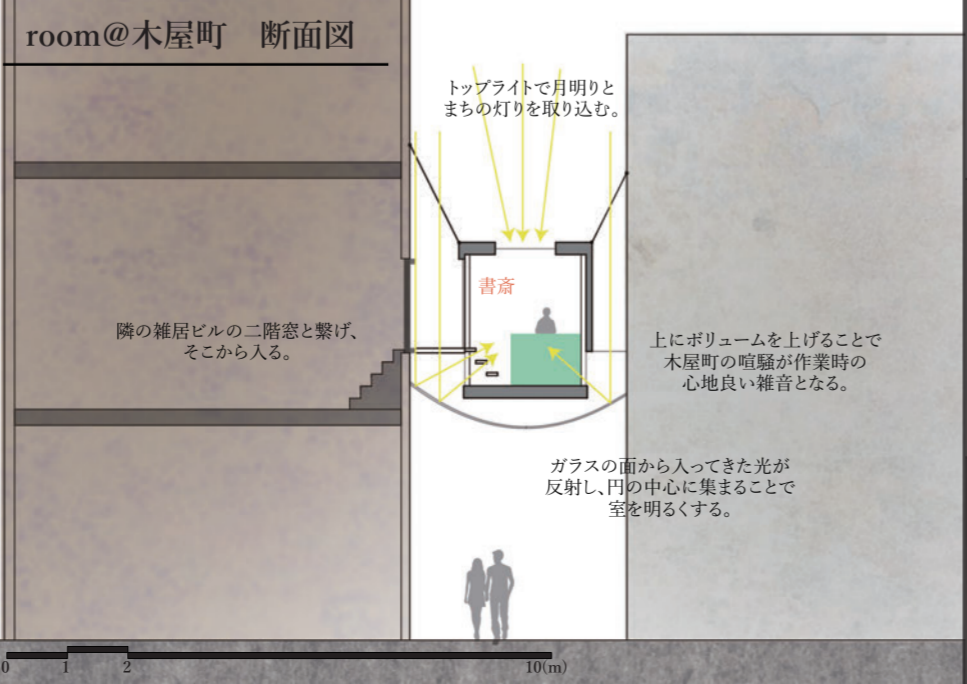 room@木屋町　断面図
トップライトで月明りと
まちの灯りを取り込む。
書斎
隣の雑居ビルの二階窓と繋げ、
そこから入る。
上にボリュームを上げることで
木屋町の喧騒が作業時の
心地良い雑音となる。
ガラスの面から入ってきた光が
反射し、円の中心に集まることで
室を明るくする。
0 1 2 10(m)